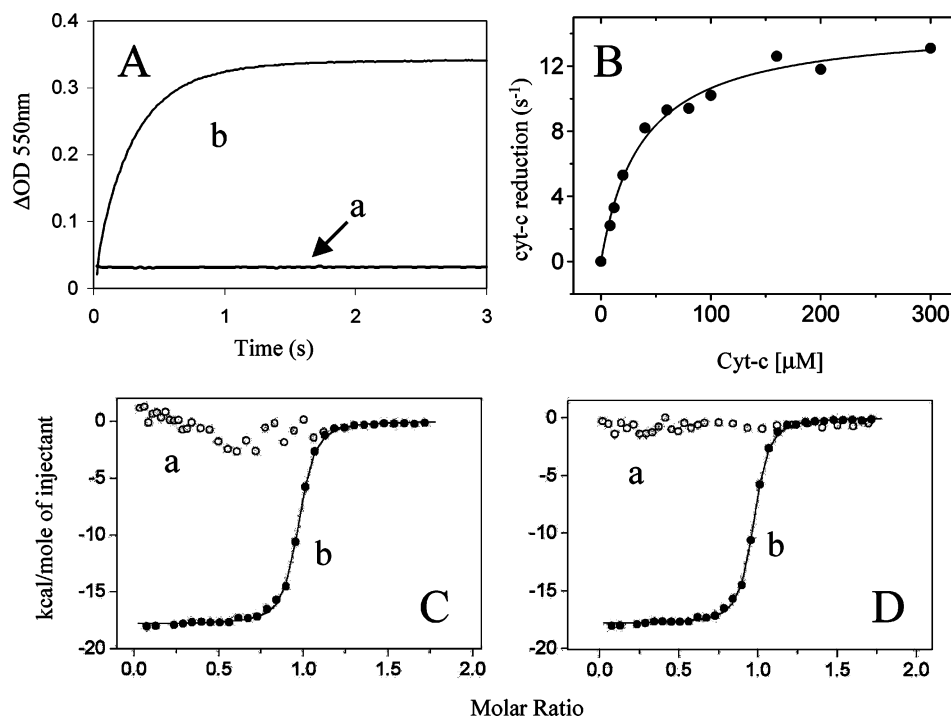 A
0.4
0.3
0.2
0.1
0
ΔOD 550nm
b
a
0
1
2
3
Time (s)
B
12
8
4
0
cyt-c reduction (s⁻¹)
0
100
200
300
Cyt-c [μM]
-0
-5
-10
-15
-20
kcal/mole of injectant
a
b
C
0.0
0.5
1.0
1.5
2.0
0
-5
-10
-15
-20
a
b
D
0.0
0.5
1.0
1.5
2.0
Molar Ratio